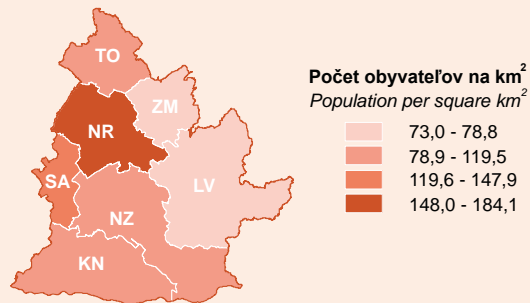 TO
ZM
NR
SA
LV
NZ
KN
Počet obyvateľov na km²
Population per square km²
73,0 - 78,8
78,9 - 119,5
119,6 - 147,9
148,0 - 184,1